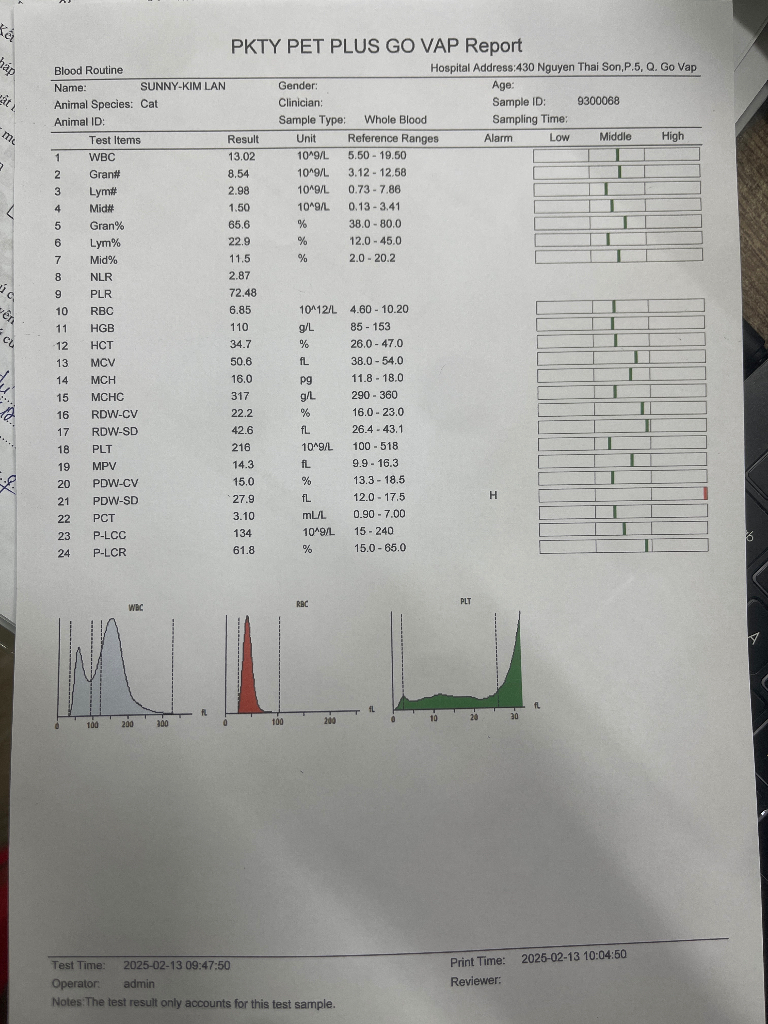 PKTY PET PLUS GO VAP Report
Blood Routine Hospital Address:430 Nguyen Thai Son,P.5, Q. Go Vap
Name: SUNNY-KIM LAN Gender: Age:
Animal Species: Cat Clinician: Sample ID: 9300068
Animal ID: Sample Type: Whole Blood Sampling Time:
Test Items Result Unit Reference Ranges Alarm Low Middle High
1 WBC 13.02 10^9/L 5.50 - 19.50
2 Gran# 8.54 10^9/L 3.12 - 12.58
3 Lym# 2.98 10^9/L 0.73 - 7.86
4 Mid# 1.50 10^9/L 0.13 - 3.41
5 Gran% 65.6 % 38.0 - 80.0
6 Lym% 22.9 % 12.0 - 45.0
7 Mid% 11.5 % 2.0 - 20.2
8 NLR 2.87
9 PLR 72.48
10 RBC 6.85 10^12/L 4.60 - 10.20
11 HGB 110 g/L 85 - 153
12 HCT 34.7 % 26.0 - 47.0
13 MCV 50.6 fL 38.0 - 54.0
14 MCH 16.0 pg 11.8 - 18.0
15 MCHC 317 g/L 290 - 360
16 RDW-CV 22.2 % 16.0 - 23.0
17 RDW-SD 42.6 fL 26.4 - 43.1
18 PLT 216 10^9/L 100 - 518
19 MPV 14.3 fL 9.9 - 16.3
20 PDW-CV 15.0 % 13.3 - 18.5
21 PDW-SD 27.9 fL 12.0 - 17.5 H
22 PCT 3.10 mL/L 0.90 - 7.00
23 P-LCC 134 10^9/L 15 - 240
24 P-LCR 61.8 % 15.0 - 65.0
WBC RBC PLT
0 100 200 300 fL 0 100 200 fL 0 10 20 30 fL
Test Time: 2025-02-13 09:47:50 Print Time: 2025-02-13 10:04:50
Operator: admin Reviewer:
Notes:The test result only accounts for this test sample.